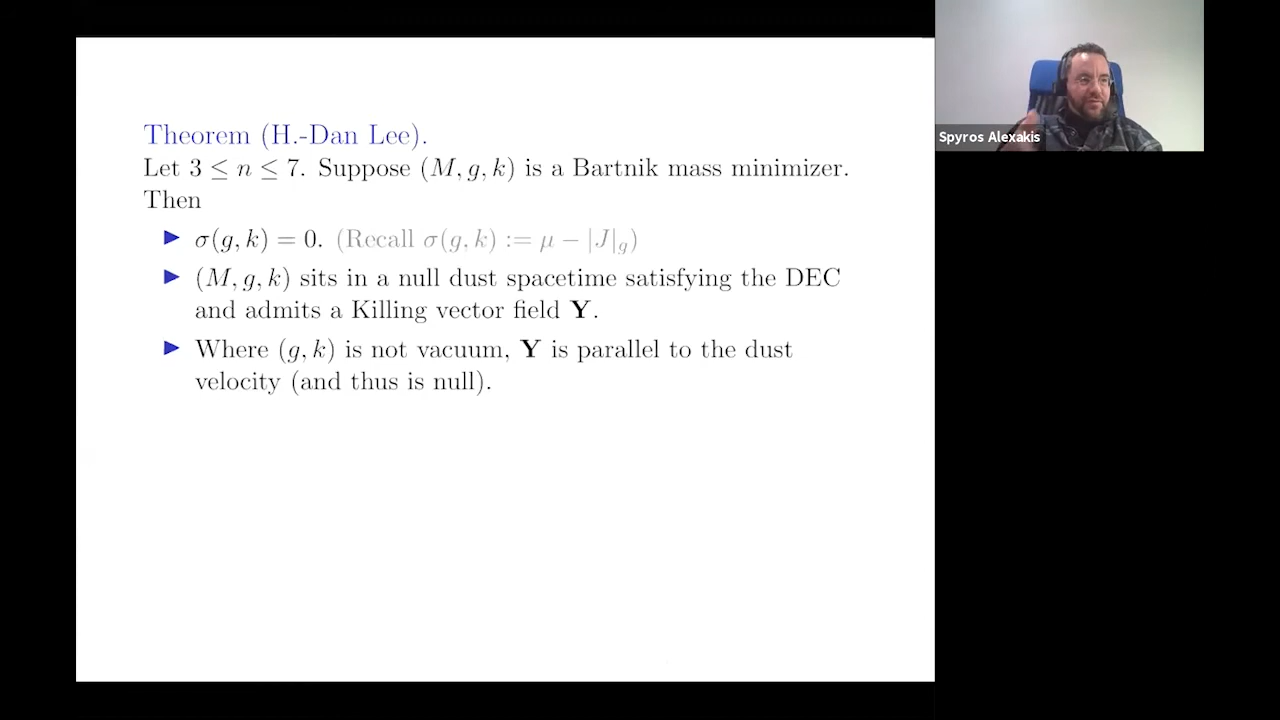 Theorem (H.-Dan Lee).
Let 3 ≤ n ≤ 7. Suppose (M, g, k) is a Bartnik mass minimizer.
Then
▶ σ(g, k) = 0. (Recall σ(g, k) := μ − |J|_g)
▶ (M, g, k) sits in a null dust spacetime satisfying the DEC
and admits a Killing vector field Y.
▶ Where (g, k) is not vacuum, Y is parallel to the dust
velocity (and thus is null).
Spyros Alexakis